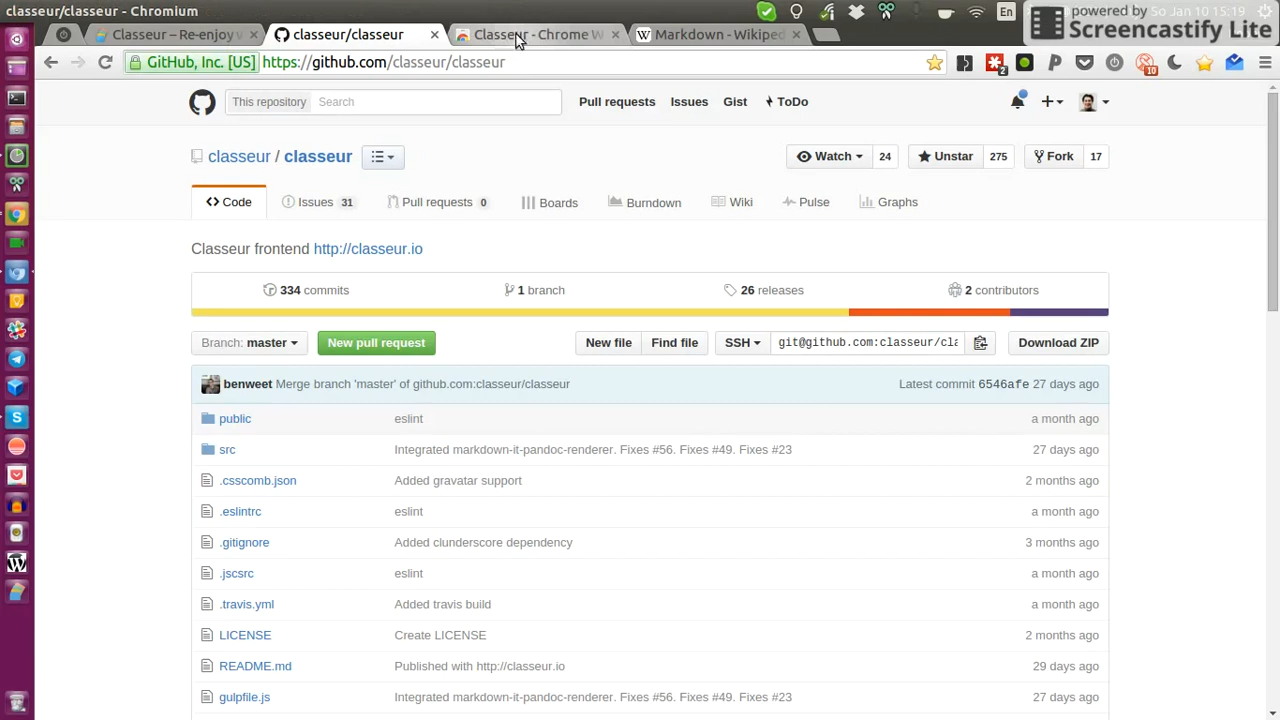 classeur/classeur - Chromium
En
So Jan 10 15:19
powered by
Screencastify Lite
Classeur – Re-enjoy w
classeur/classeur
Classeur - Chrome W
Markdown - Wikiped
GitHub, Inc. [US] https://github.com/classeur/classeur
2
10
This repository Search
Pull requests Issues Gist ToDo
classeur / classeur
Watch 24 Unstar 275 Fork 17
Code Issues 31 Pull requests 0 Boards Burndown Wiki Pulse Graphs
Classeur frontend http://classeur.io
334 commits 1 branch 26 releases 2 contributors
Branch: master New pull request New file Find file SSH git@github.com:classeur/cla Download ZIP
benweet Merge branch 'master' of github.com:classeur/classeur Latest commit 6546afe 27 days ago
public eslint a month ago
src Integrated markdown-it-pandoc-renderer. Fixes #56. Fixes #49. Fixes #23 27 days ago
.csscomb.json Added gravatar support 2 months ago
.eslintrc eslint a month ago
.gitignore Added clunderscore dependency 3 months ago
.jscsrc eslint a month ago
.travis.yml Added travis build a month ago
LICENSE Create LICENSE 2 months ago
README.md Published with http://classeur.io 29 days ago
gulpfile.js Integrated markdown-it-pandoc-renderer. Fixes #56. Fixes #49. Fixes #23 27 days ago